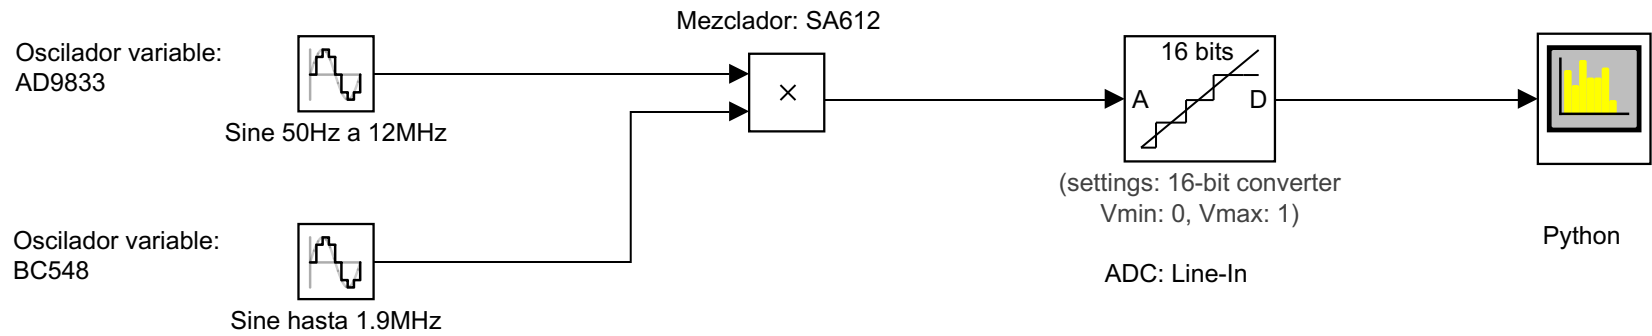 Mezclador: SA612
Oscilador variable:
AD9833
Sine 50Hz a 12MHz
×
16 bits
A
D
(settings: 16-bit converter
Vmin: 0, Vmax: 1)
ADC: Line-In
Python
Oscilador variable:
BC548
Sine hasta 1.9MHz